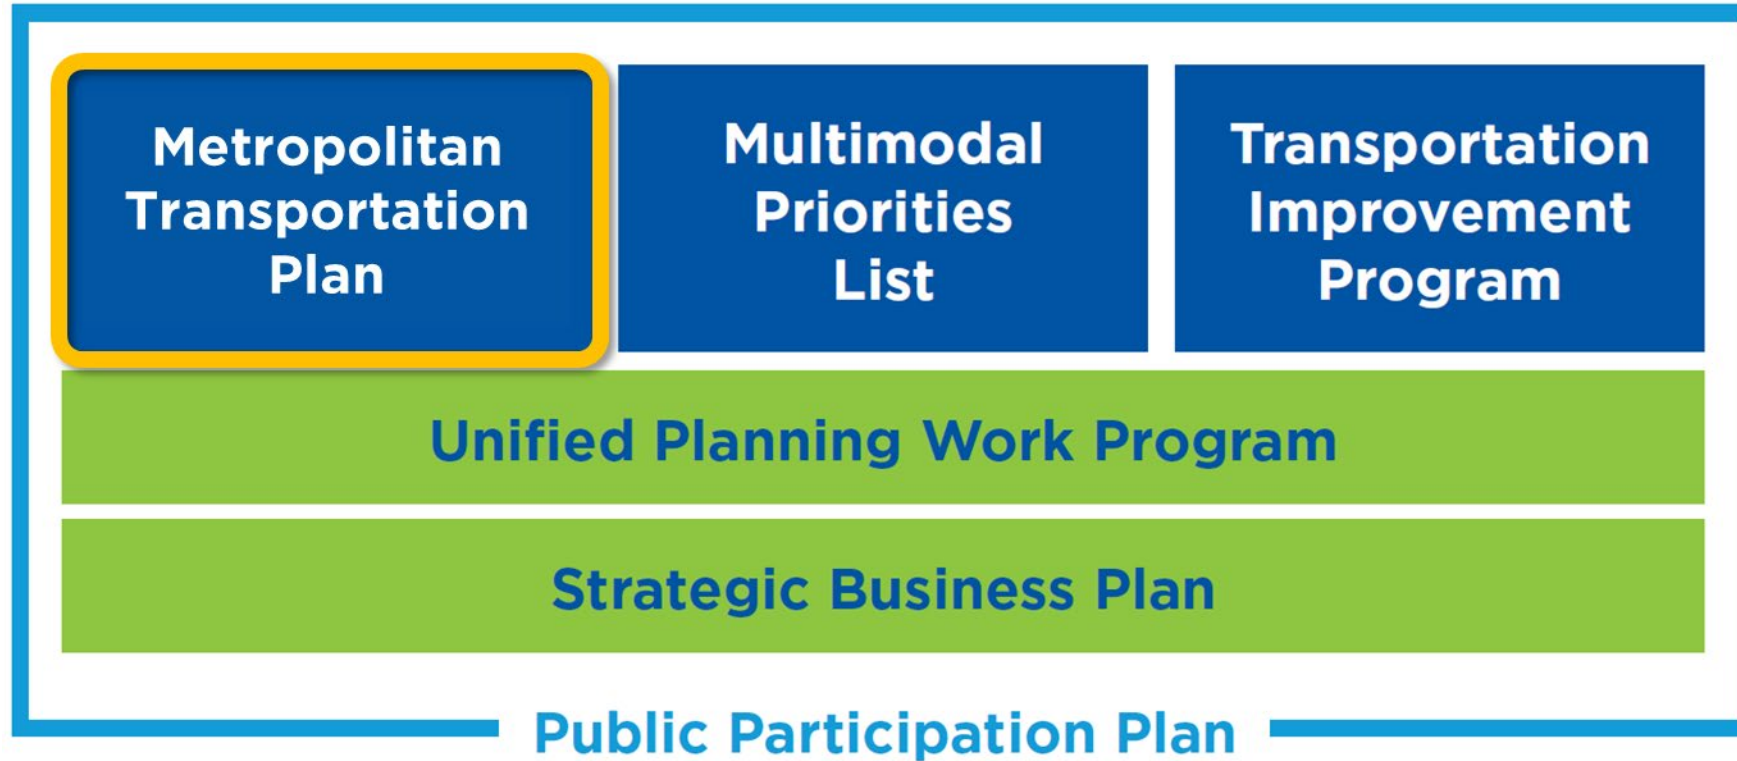 Metropolitan
Transportation
Plan
Multimodal
Priorities
List
Transportation
Improvement
Program
Unified Planning Work Program
Strategic Business Plan
Public Participation Plan